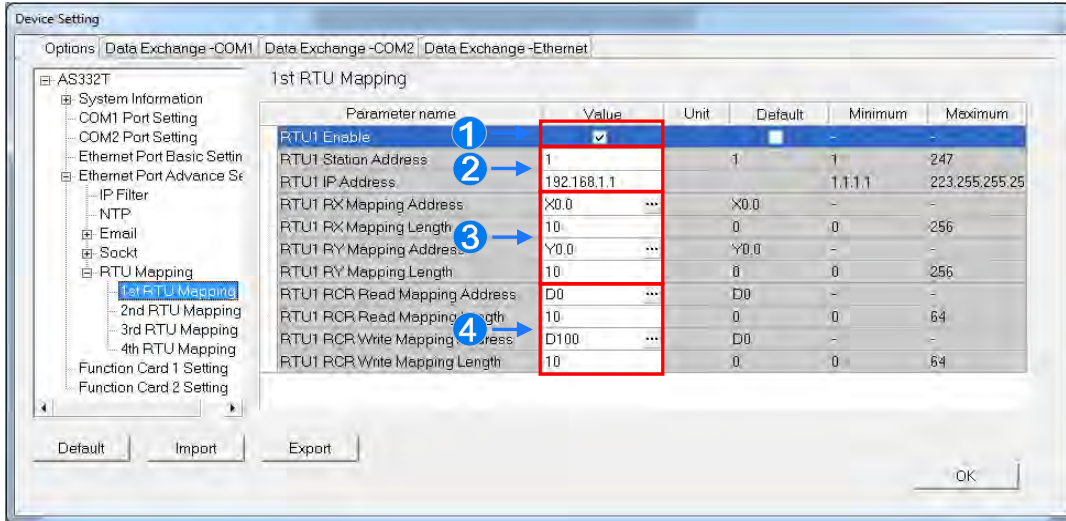 Device Setting
Options Data Exchange -COM1 Data Exchange -COM2 Data Exchange -Ethernet
AS332T
System Information
COM1 Port Setting
COM2 Port Setting
Ethernet Port Basic Settin
Ethernet Port Advance Se
IP Filter
NTP
Email
Sockt
RTU Mapping
1st RTU Mapping
2nd RTU Mapping
3rd RTU Mapping
4th RTU Mapping
Function Card 1 Setting
Function Card 2 Setting
1st RTU Mapping
Parameter name Value Unit Default Minimum Maximum
RTU1 Enable 1 - -
RTU1 Station Address 1 1 1 247
2
RTU1 IP Address 192.168.1.1 1.1.1.1 223.255.255.25
RTU1 RX Mapping Address X0.0 ... X0.0 - -
RTU1 RX Mapping Length 10 0 0 256
3
RTU1 RY Mapping Address Y0.0 ... Y0.0 - -
RTU1 RY Mapping Length 10 0 0 256
RTU1 RCR Read Mapping Address D0 ... D0 - -
RTU1 RCR Read Mapping Length 10 0 0 64
4
RTU1 RCR Write Mapping Address D100 ... D0 - -
RTU1 RCR Write Mapping Length 10 0 0 64
Default Import Export
OK